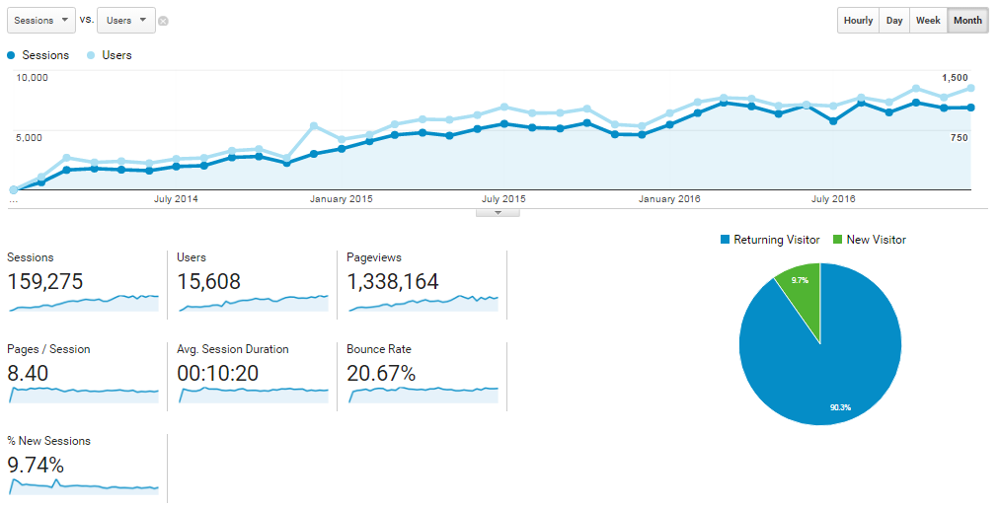 Sessions vs. Users Hourly Day Week Month
Sessions Users
10,000 1,500
5,000 750
... July 2014 January 2015 July 2015 January 2016 July 2016
Returning Visitor New Visitor
Sessions Users Pageviews
159,275 15,608 1,338,164
9.7%
Pages / Session Avg. Session Duration Bounce Rate
8.40 00:10:20 20.67%
90.3%
% New Sessions
9.74%